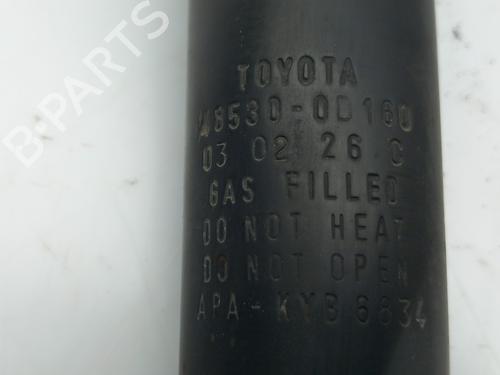 TOYOTA
48530-0D160
03 02 26 C
GAS FILLED
DO NOT HEAT
DO NOT OPEN
APA-KYB 6834
B-PARTS